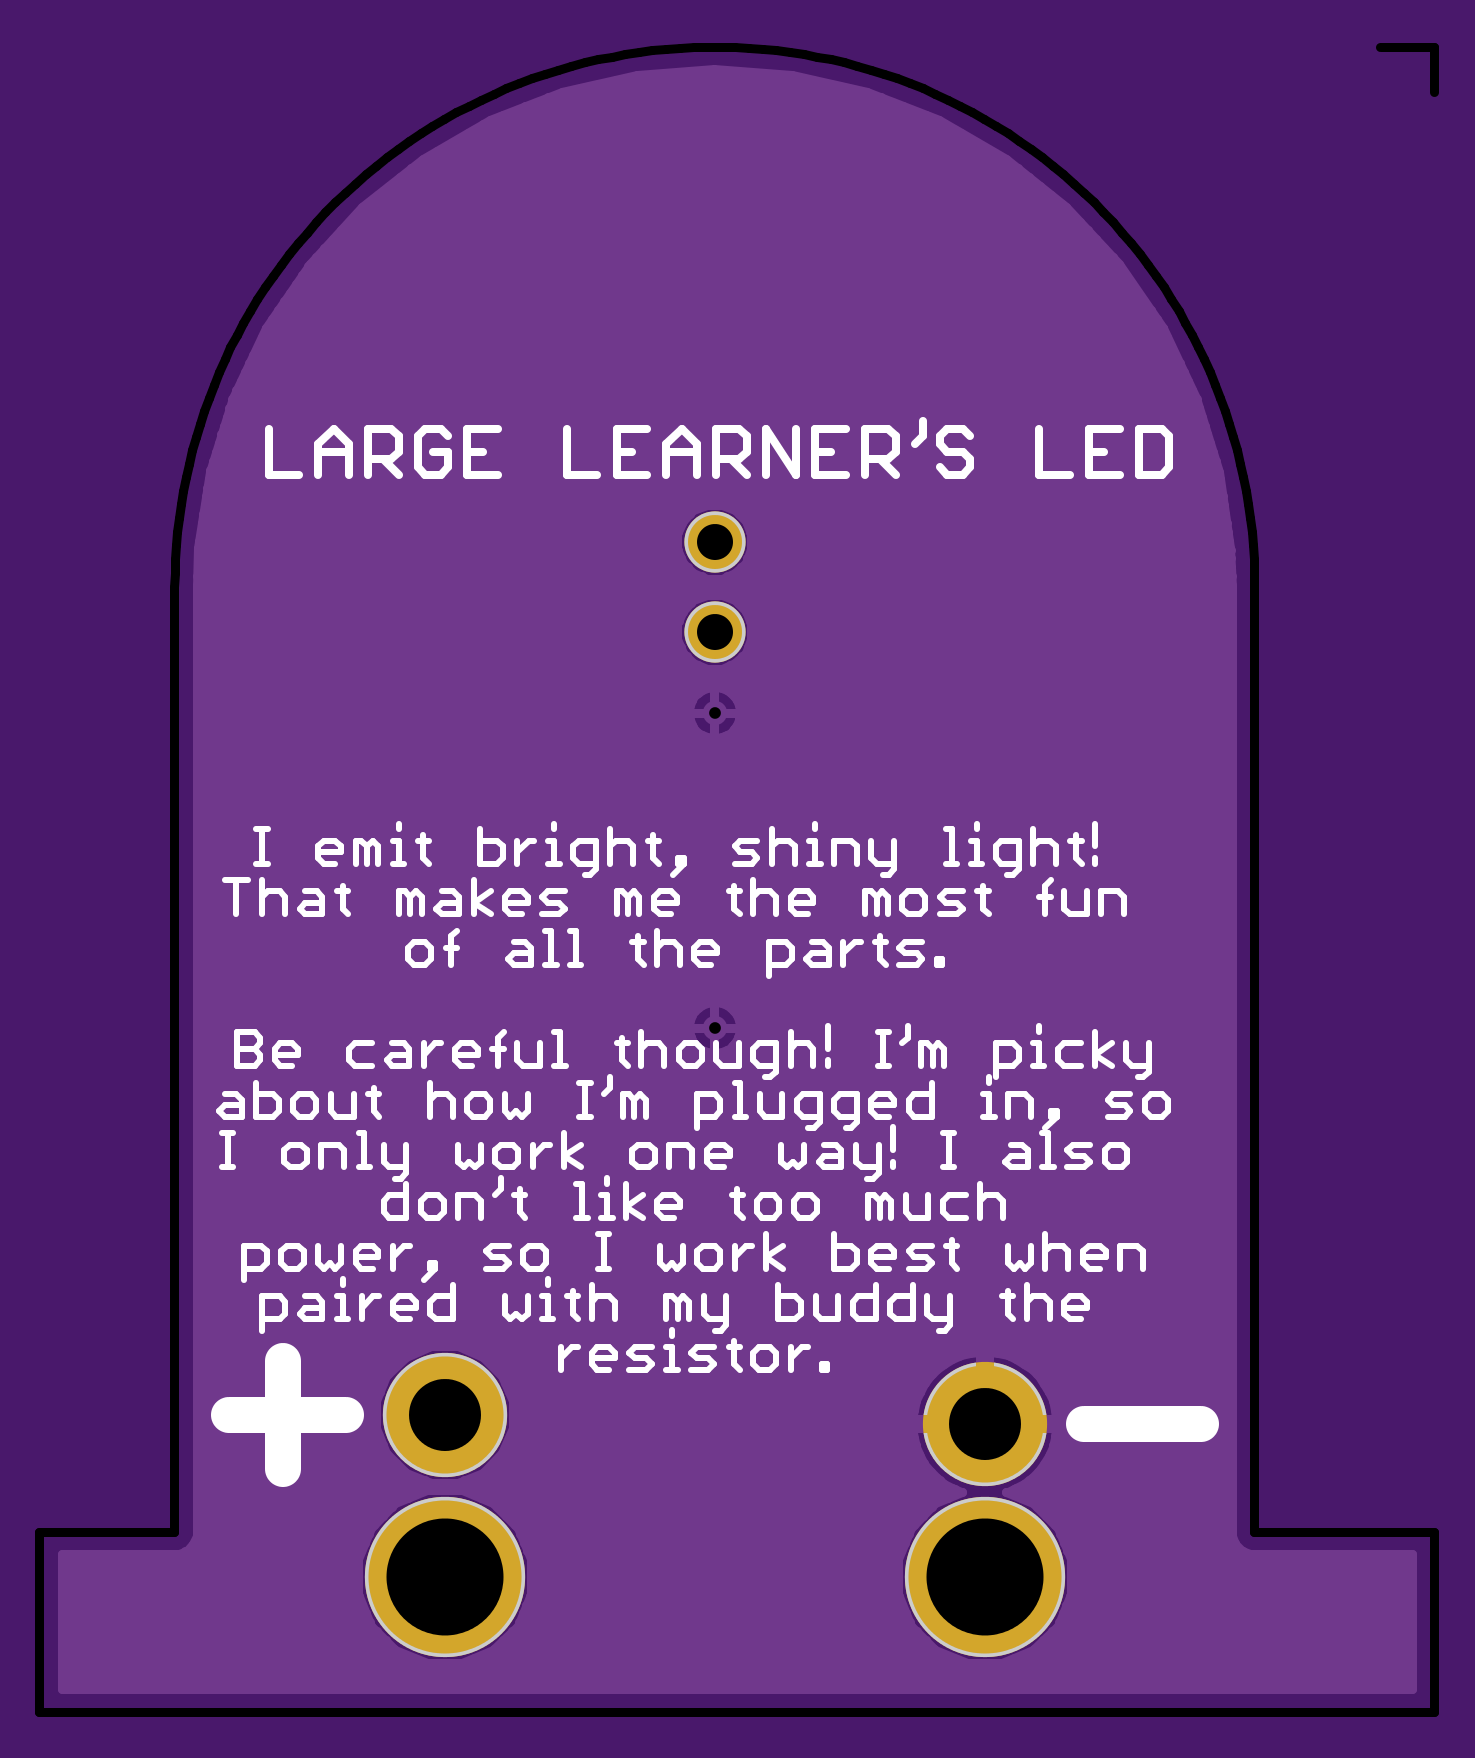 LARGE LEARNER'S LED
I emit bright, shiny light!
That makes me the most fun
of all the parts.
Be careful though! I'm picky
about how I'm plugged in, so
I only work one way! I also
don't like too much
power, so I work best when
paired with my buddy the
resistor.
+ −